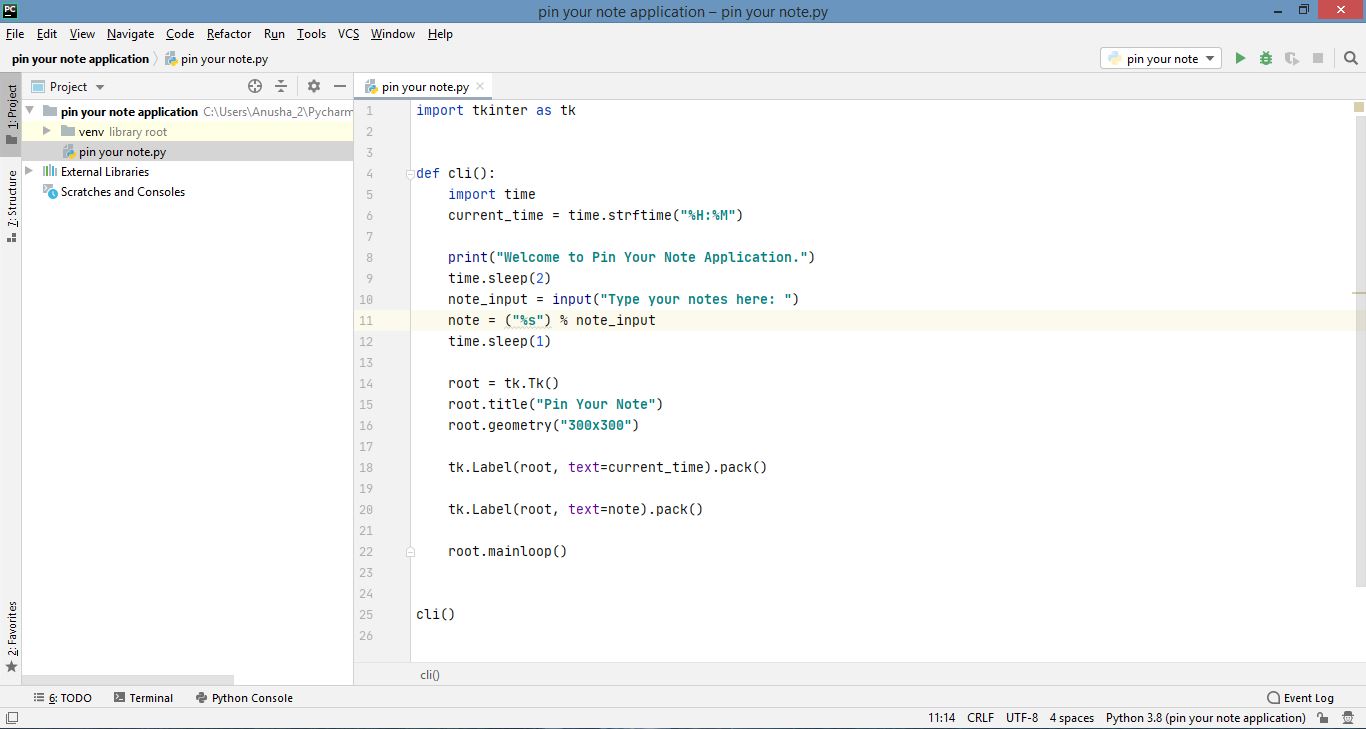 PC
pin your note application – pin your note.py
File Edit View Navigate Code Refactor Run Tools VCS Window Help
pin your note application pin your note.py
pin your note
Project
pin your note.py
1: Project
7: Structure
2: Favorites
pin your note application C:\Users\Anusha_2\Pycharm
venv library root
pin your note.py
External Libraries
Scratches and Consoles
1 import tkinter as tk
2
3
4 def cli():
5     import time
6     current_time = time.strftime("%H:%M")
7
8     print("Welcome to Pin Your Note Application.")
9     time.sleep(2)
10     note_input = input("Type your notes here: ")
11     note = ("%s") % note_input
12     time.sleep(1)
13
14     root = tk.Tk()
15     root.title("Pin Your Note")
16     root.geometry("300x300")
17
18     tk.Label(root, text=current_time).pack()
19
20     tk.Label(root, text=note).pack()
21
22     root.mainloop()
23
24
25 cli()
26
cli()
6: TODO Terminal Python Console Event Log
11:14 CRLF UTF-8 4 spaces Python 3.8 (pin your note application)